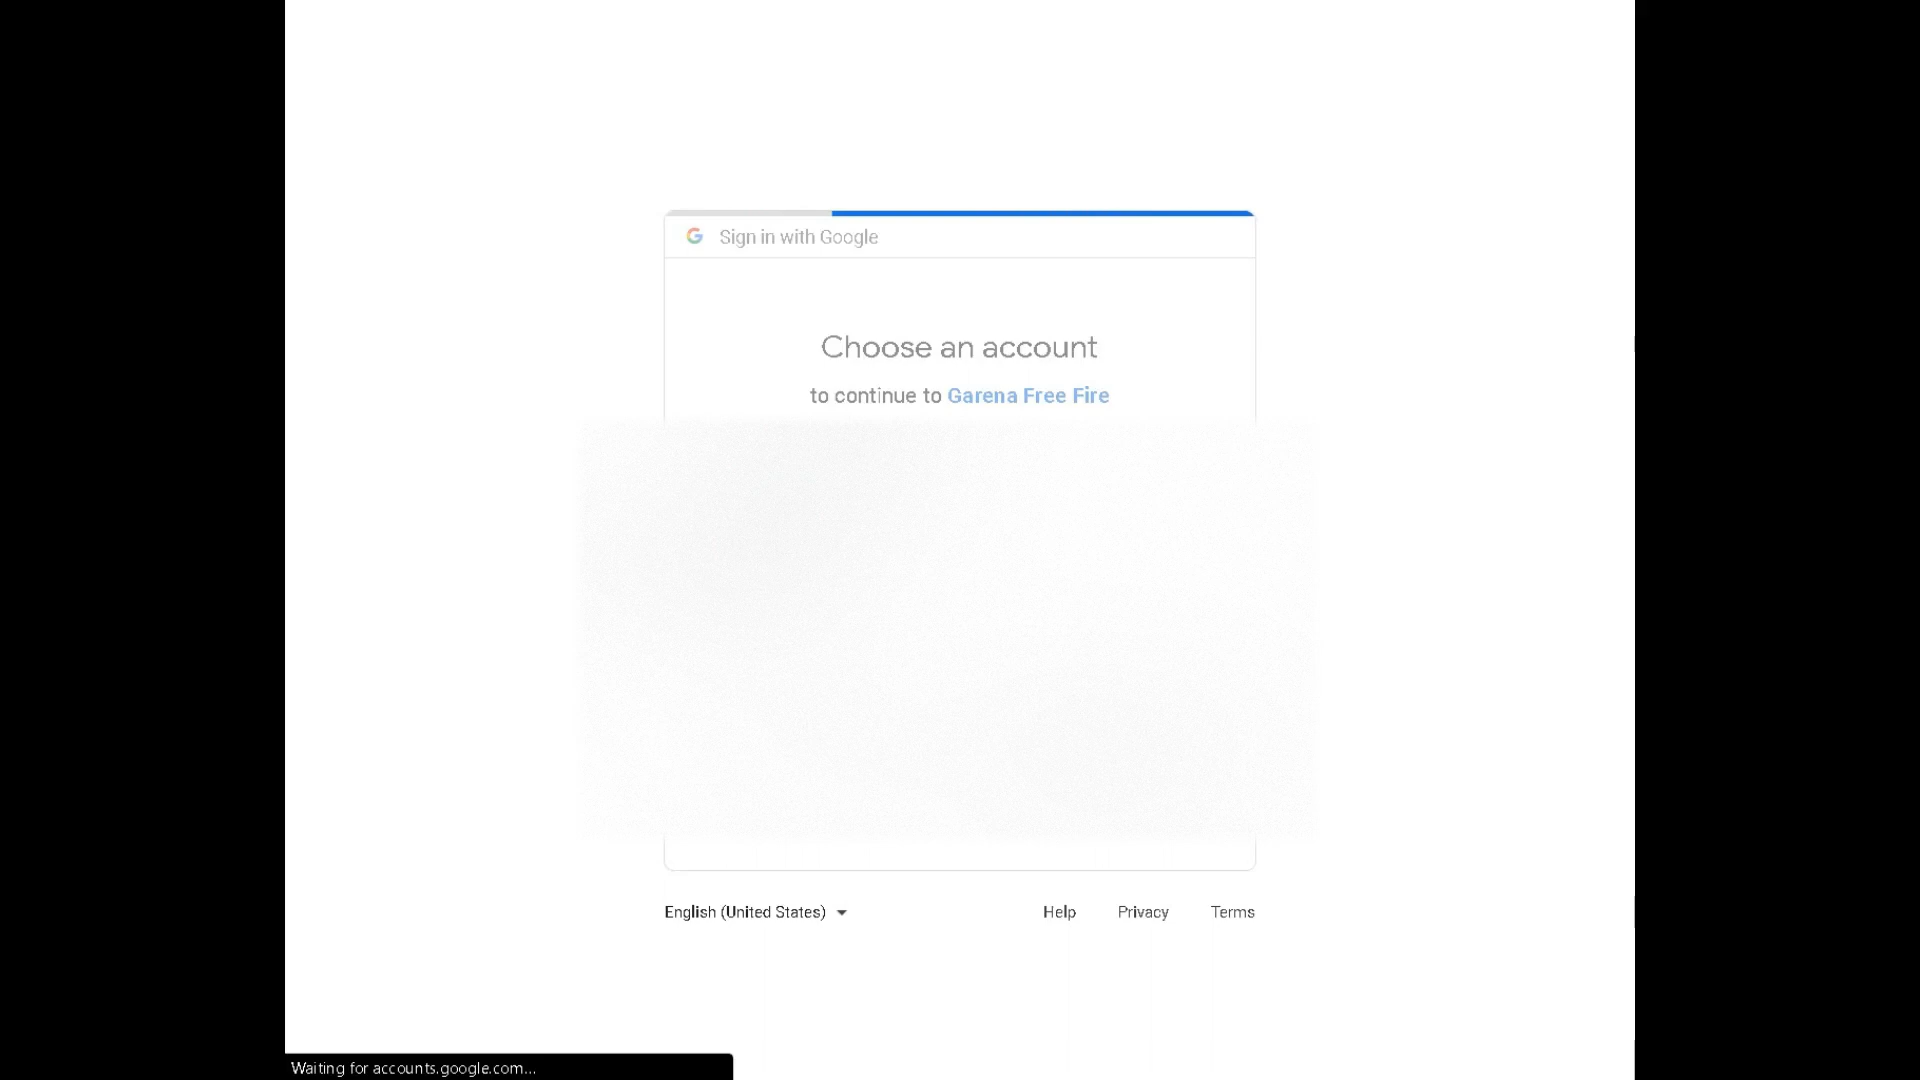 Sign in with Google
Choose an account
to continue to Garena Free Fire
English (United States)
Help Privacy Terms
Waiting for accounts.google.com...